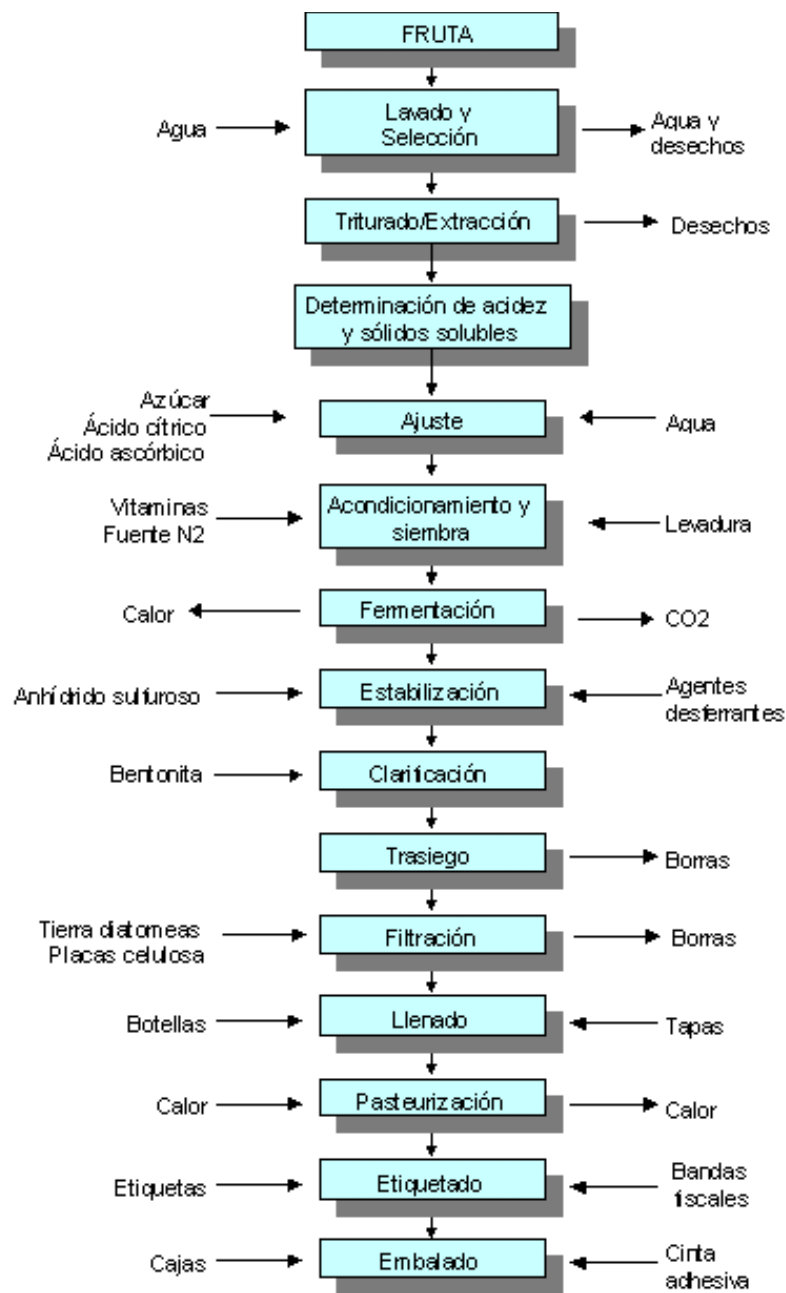 FRUTA
Agua
Lavado y
Selección
Aqua y
desechos
Triturado/Extracción
Desechos
Determinación de acidez
y sólidos solubles
Azúcar
Ácido cítrico
Ácido ascórbico
Ajuste
Aqua
Vitaminas
Fuente N2
Acondicionamiento y
siembra
Levadura
Calor
Fermentación
CO2
Anhídrido sulfuroso
Estabilización
Agentes
desferrantes
Bentonita
Clarificación
Trasiego
Borras
Tierra diatomeas
Placas celulosa
Filtración
Borras
Botellas
Llenado
Tapas
Calor
Pasteurización
Calor
Etiquetas
Etiquetado
Bandas
fiscales
Cajas
Embalado
Cinta
adhesiva